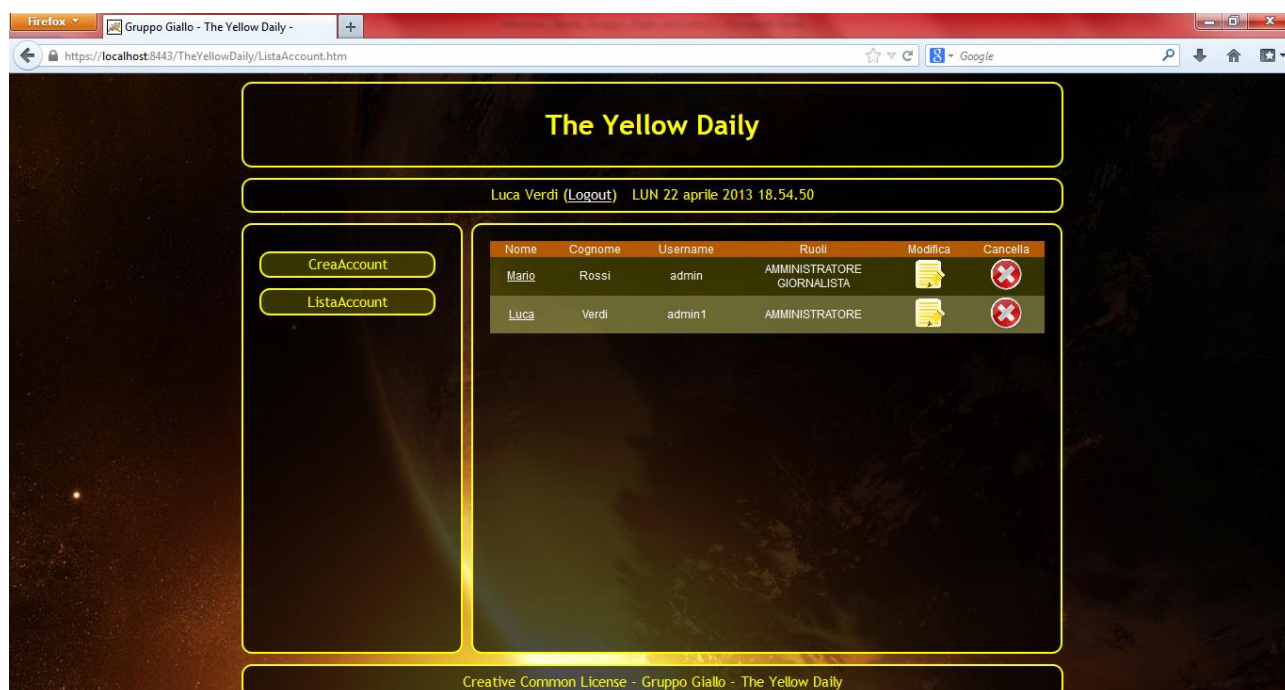 Firefox
Gruppo Giallo - The Yellow Daily -
https://localhost:8443/TheYellowDaily/ListaAccount.htm
Google
The Yellow Daily
Luca Verdi (Logout) LUN 22 aprile 2013 18.54.50
CreaAccount
ListaAccount
Nome Cognome Username Ruoli Modifica Cancella
Mario Rossi admin AMMINISTRATORE GIORNALISTA
Luca Verdi admin1 AMMINISTRATORE
Creative Common License - Gruppo Giallo - The Yellow Daily